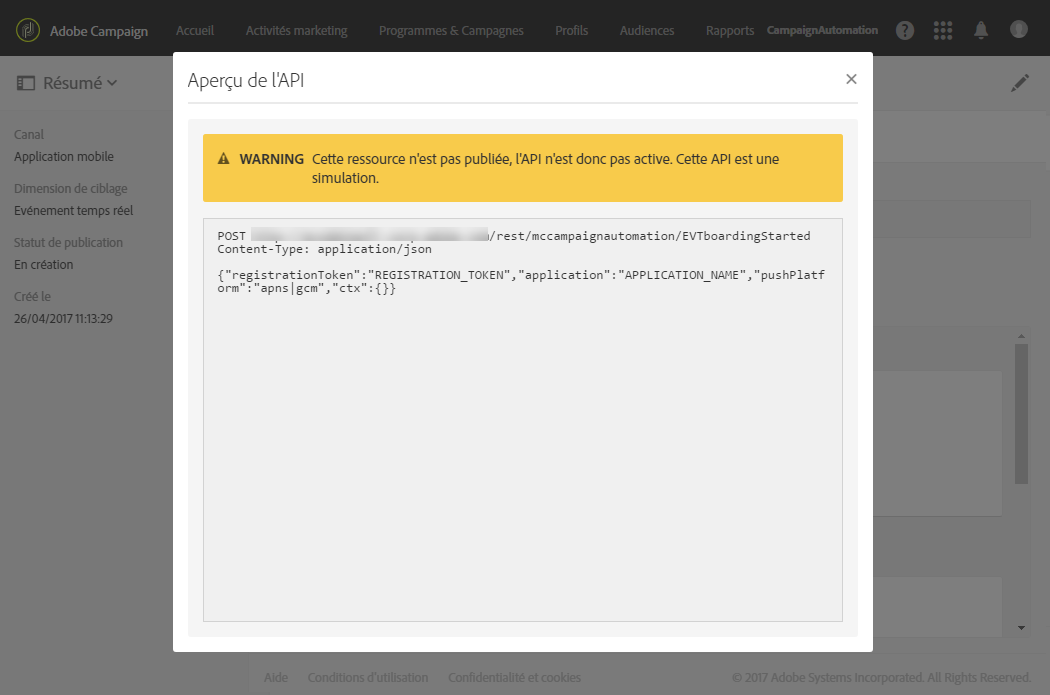 Adobe Campaign Accueil Activités marketing Programmes & Campagnes Profils Audiences Rapports CampaignAutomation ?
Résumé
Canal
Application mobile
Dimension de ciblage
Evénement temps réel
Statut de publication
En création
Créé le
26/04/2017 11:13:29
Aperçu de l'API ×
WARNING Cette ressource n'est pas publiée, l'API n'est donc pas active. Cette API est une
simulation.
POST /rest/mccampaignautomation/EVTboardingStarted
Content-Type: application/json
{"registrationToken":"REGISTRATION_TOKEN","application":"APPLICATION_NAME","pushPlatf
orm":"apns|gcm","ctx":{}}
Aide Conditions d'utilisation Confidentialité et cookies © 2017 Adobe Systems Incorporated. All Rights Reserved.